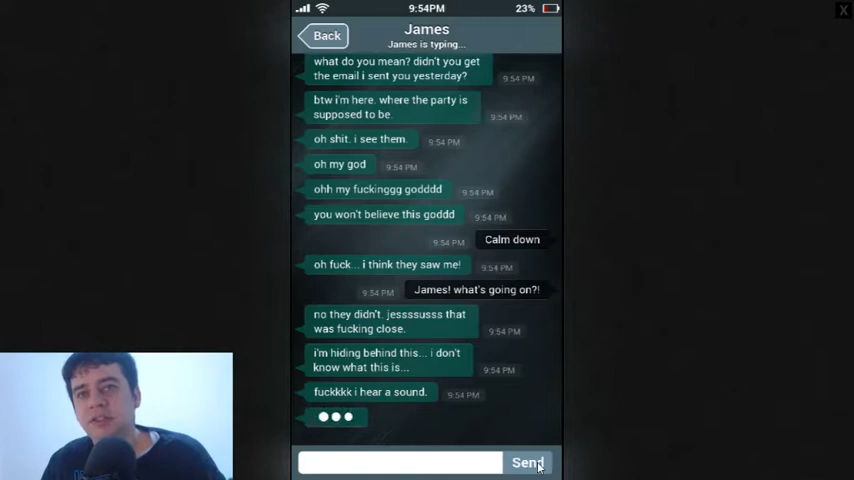 9:54PM
23%
X
Back
James
James is typing...
what do you mean? didn't you get
the email i sent you yesterday?
9:54 PM
btw i'm here. where the party is
supposed to be.
9:54 PM
oh shit. i see them.
9:54 PM
oh my god
9:54 PM
ohh my fuckinggg godddd
9:54 PM
you won't believe this goddd
9:54 PM
9:54 PM
Calm down
oh fuck... i think they saw me!
9:54 PM
9:54 PM
James! what's going on?!
no they didn't. jessssusss that
was fucking close.
9:54 PM
i'm hiding behind this... i don't
know what this is...
9:54 PM
fuckkkk i hear a sound.
9:54 PM
Send